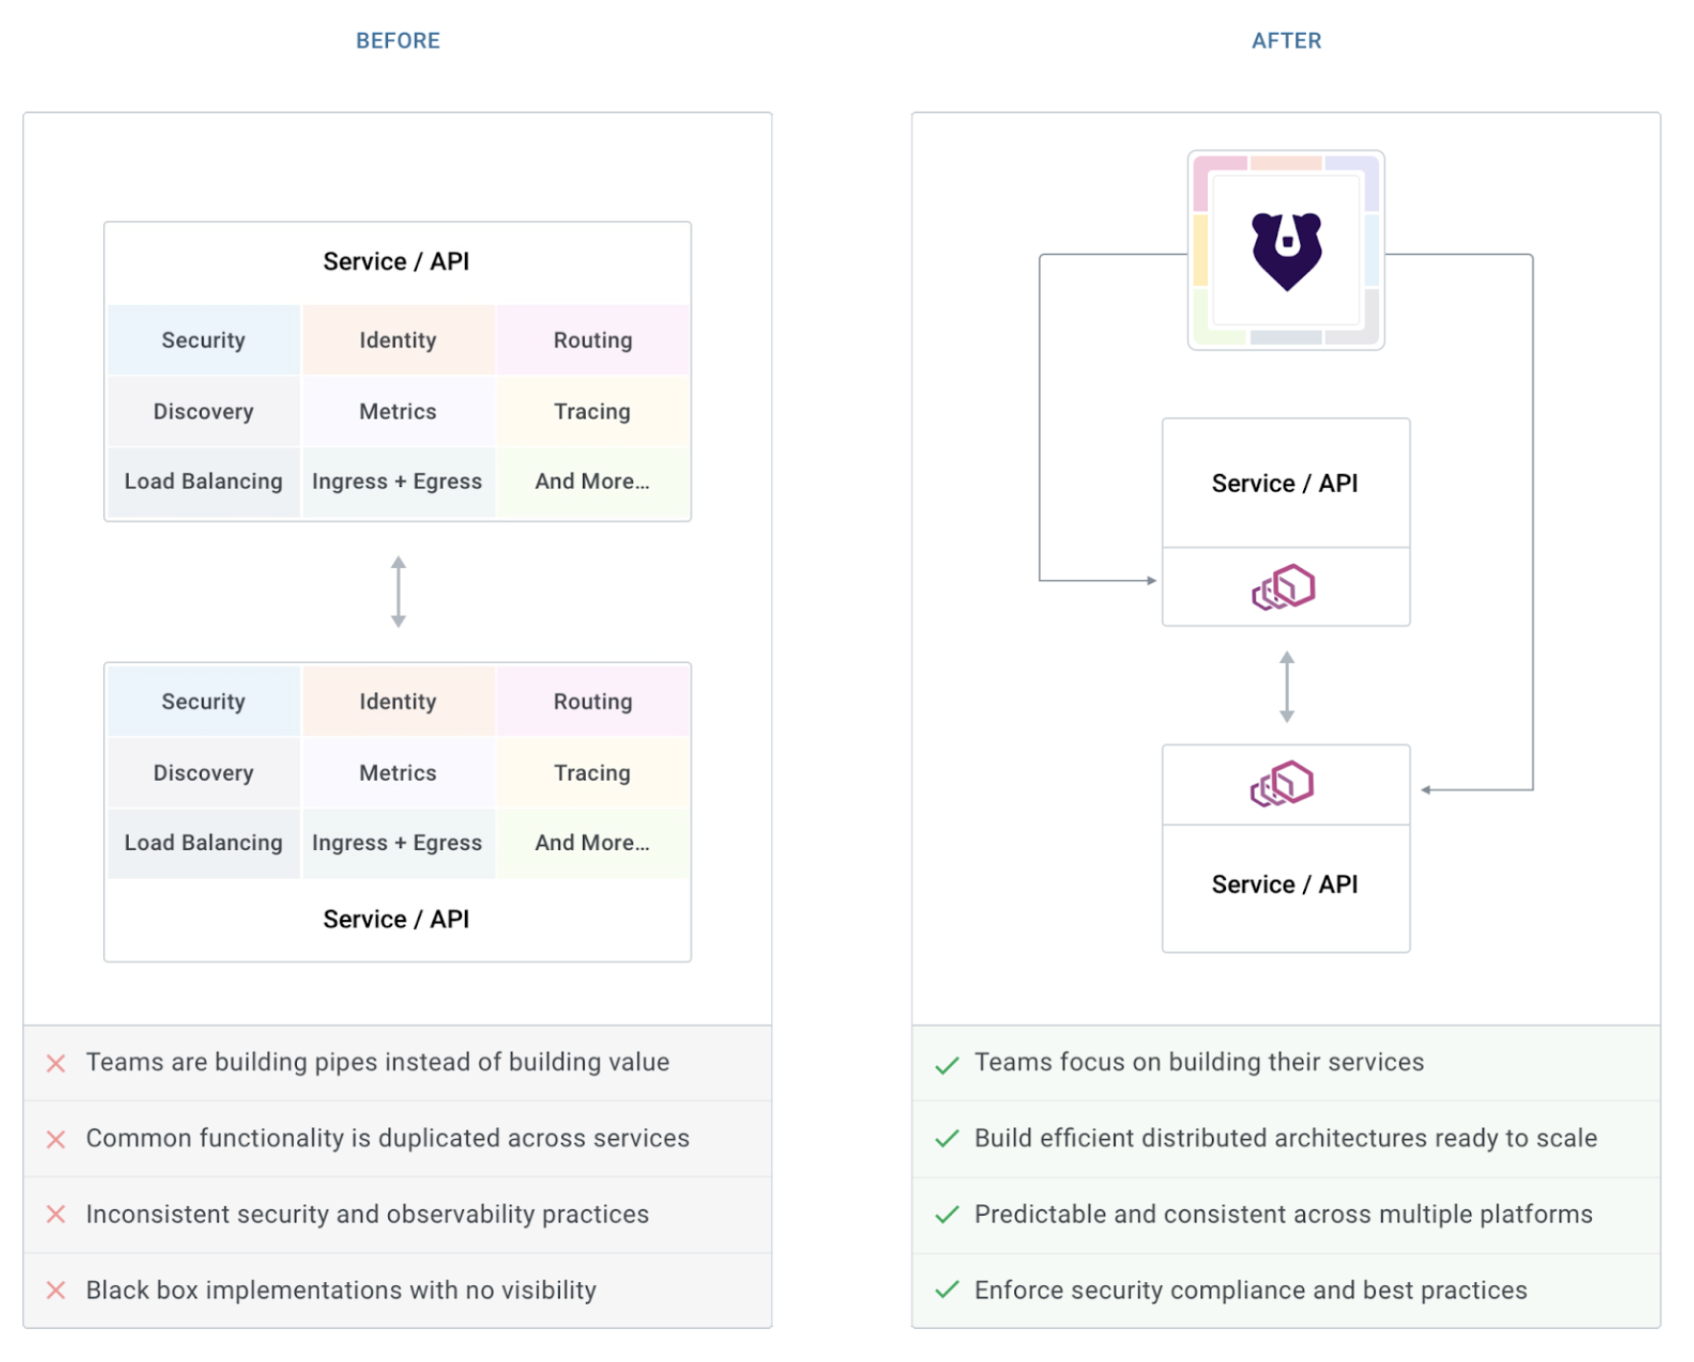 BEFORE
Service / API
Security
Identity
Routing
Discovery
Metrics
Tracing
Load Balancing
Ingress + Egress
And More...
Security
Identity
Routing
Discovery
Metrics
Tracing
Load Balancing
Ingress + Egress
And More...
Service / API
Teams are building pipes instead of building value
Common functionality is duplicated across services
Inconsistent security and observability practices
Black box implementations with no visibility
AFTER
Service / API
Service / API
Teams focus on building their services
Build efficient distributed architectures ready to scale
Predictable and consistent across multiple platforms
Enforce security compliance and best practices